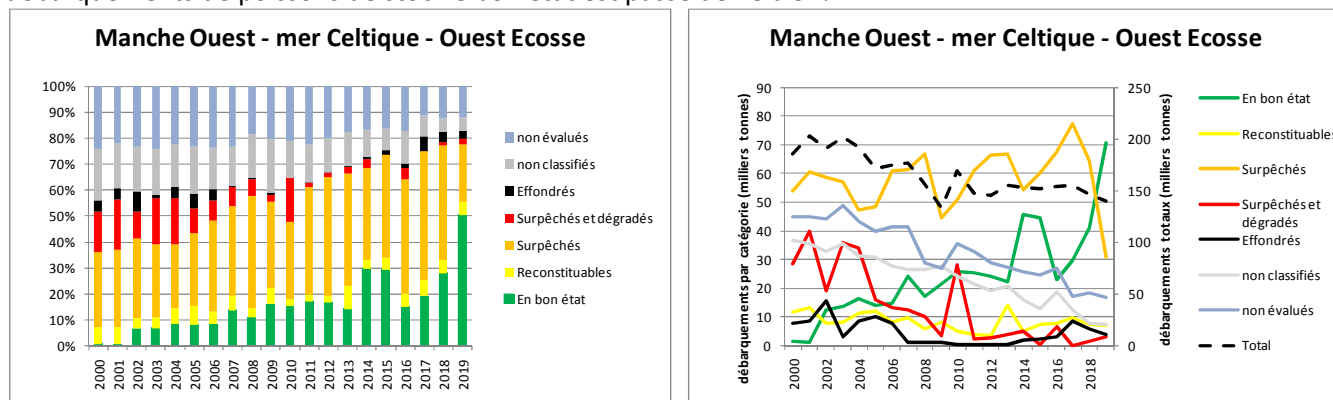 Manche Ouest - mer Celtique - Ouest Ecosse
100%
90%
80%
70%
60%
50%
40%
30%
20%
10%
0%
2000
2001
2002
2003
2004
2005
2006
2007
2008
2009
2010
2011
2012
2013
2014
2015
2016
2017
2018
2019
non évalués
non classifiés
Effondrés
Surpêchés et dégradés
Surpêchés
Reconstituables
En bon état
Manche Ouest - mer Celtique - Ouest Ecosse
débarquements par catégorie (milliers tonnes)
90
80
70
60
50
40
30
20
10
0
2000
2002
2004
2006
2008
2010
2012
2014
2016
2018
250
200
150
100
50
0
débarquements totaux (milliers tonnes)
En bon état
Reconstituables
Surpêchés
Surpêchés et
dégradés
Effondrés
non classifiés
non évalués
Total